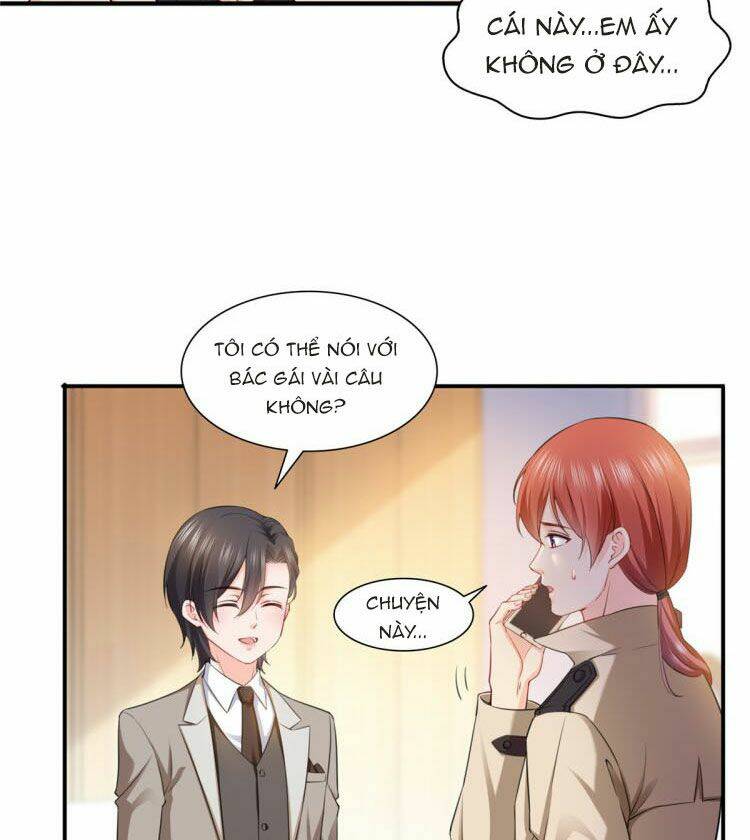 CÁI NÀY...EM ẤY
KHÔNG Ở ĐÂY...
TÔI CÓ THỂ NÓI VỚI
BÁC GÁI VÀI CÂU
KHÔNG?
CHUYỆN
NÀY...